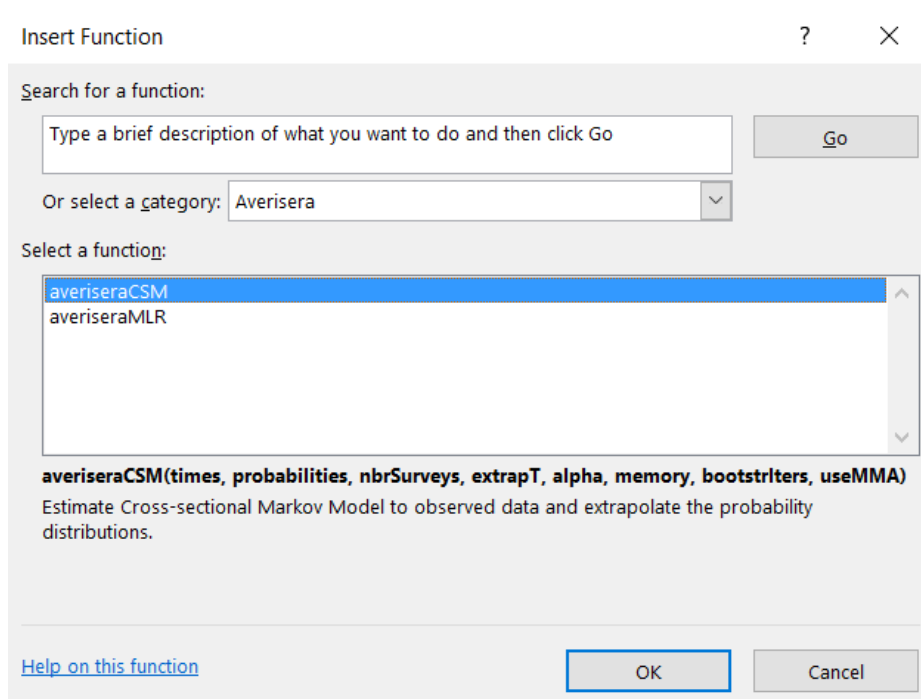 Insert Function ?
Search for a function:
Type a brief description of what you want to do and then click Go
Go
Or select a category: Averisera
Select a function:
averiseraCSM
averiseraMLR
averiseraCSM(times, probabilities, nbrSurveys, extrapT, alpha, memory, bootstrIters, useMMA)
Estimate Cross-sectional Markov Model to observed data and extrapolate the probability
distributions.
Help on this function
OK
Cancel